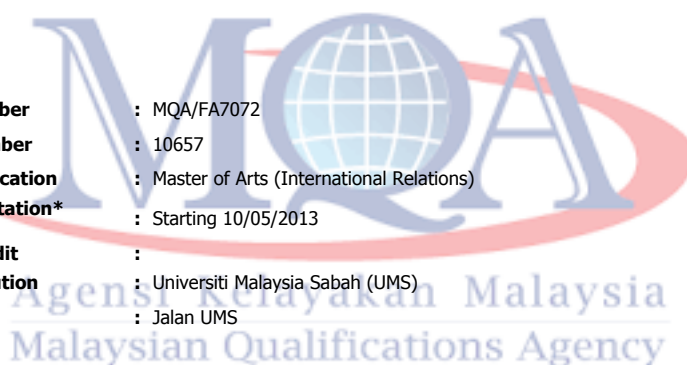 MQA
ber : MQA/FA7072
ber : 10657
cation : Master of Arts (International Relations)
tation* : Starting 10/05/2013
dit :
ution : Universiti Malaysia Sabah (UMS)
: Jalan UMS
Agensi Kelayakan Malaysia
Malaysian Qualifications Agency